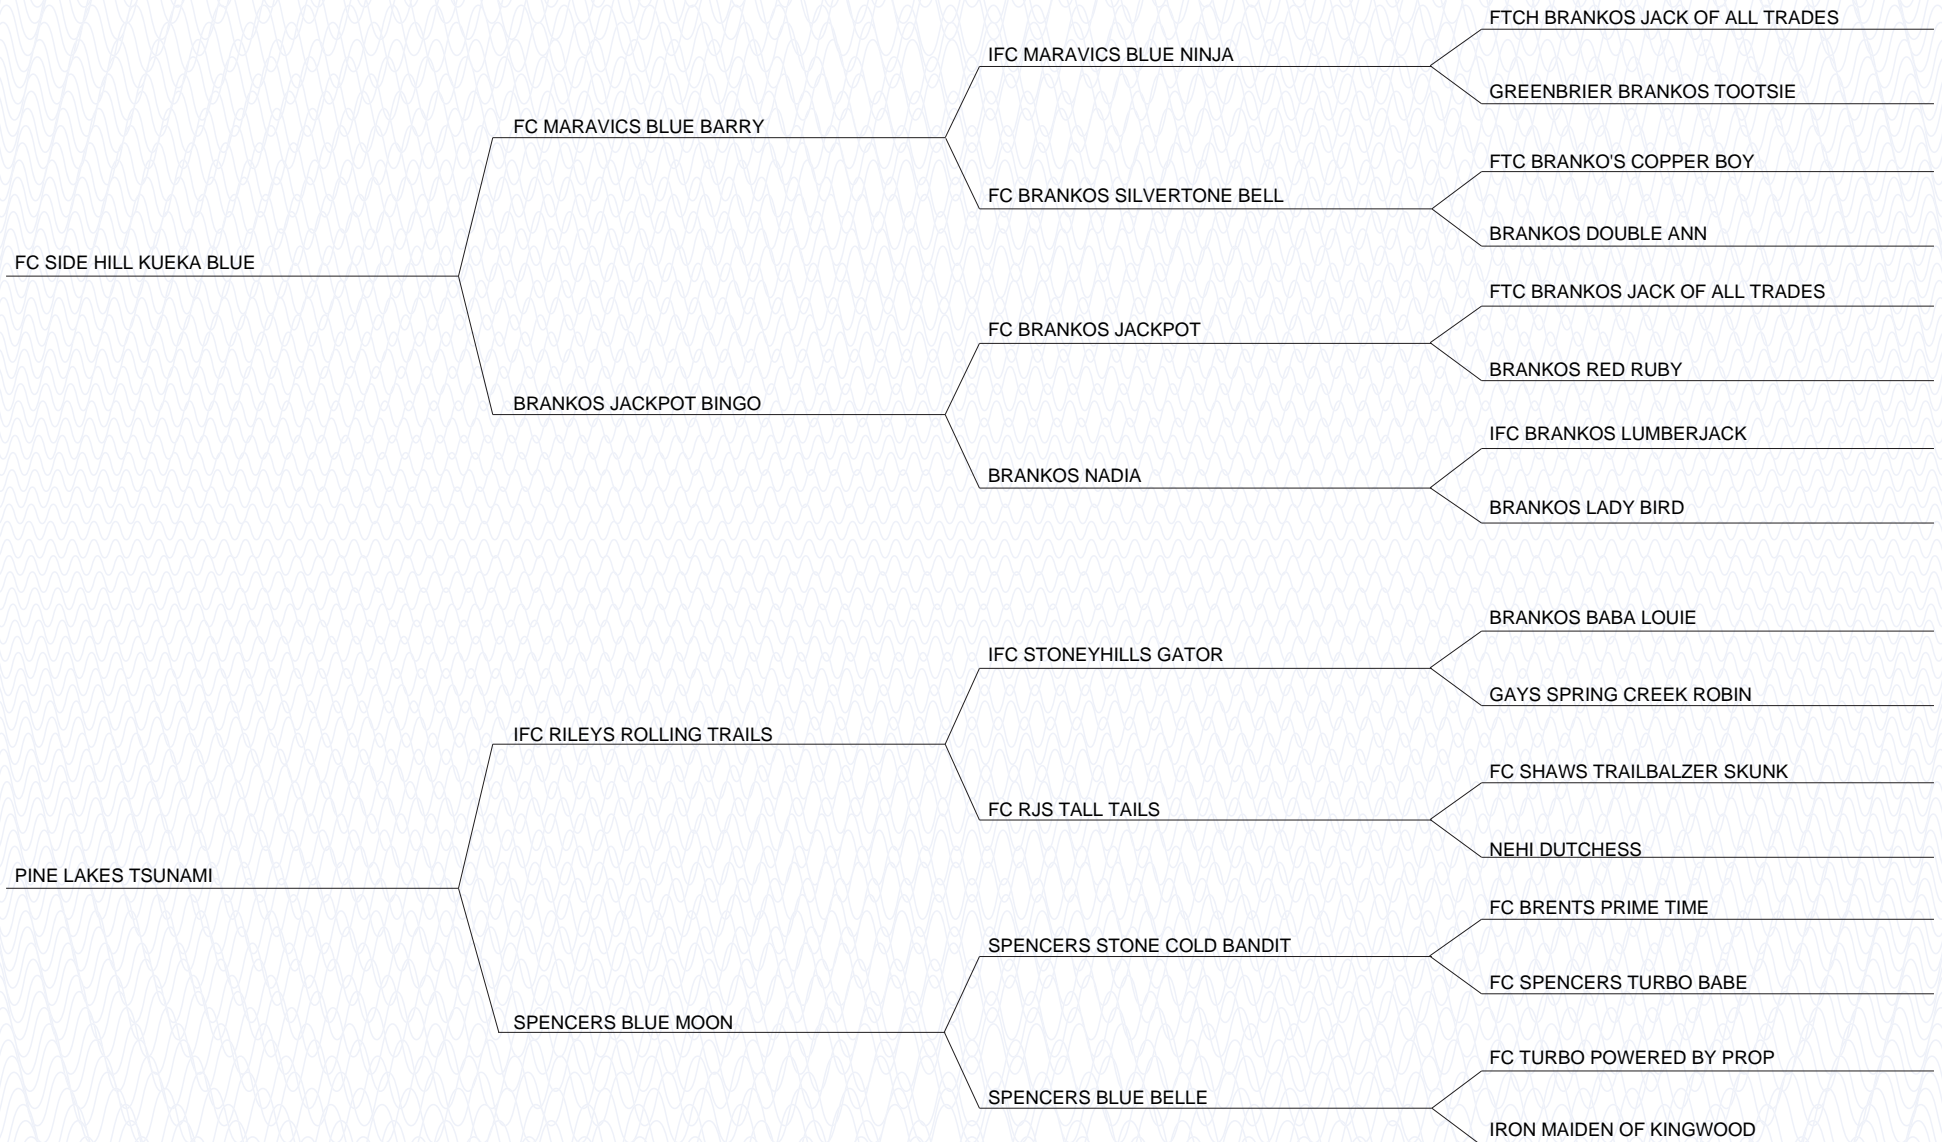 FTCH BRANKOS JACK OF ALL TRADES
IFC MARAVICS BLUE NINJA
GREENBRIER BRANKOS TOOTSIE
FC MARAVICS BLUE BARRY
FTC BRANKO'S COPPER BOY
FC BRANKOS SILVERTONE BELL
BRANKOS DOUBLE ANN
FC SIDE HILL KUEKA BLUE
FTC BRANKOS JACK OF ALL TRADES
FC BRANKOS JACKPOT
BRANKOS RED RUBY
BRANKOS JACKPOT BINGO
IFC BRANKOS LUMBERJACK
BRANKOS NADIA
BRANKOS LADY BIRD
BRANKOS BABA LOUIE
IFC STONEYHILLS GATOR
GAYS SPRING CREEK ROBIN
IFC RILEYS ROLLING TRAILS
FC SHAWS TRAILBALZER SKUNK
FC RJS TALL TAILS
NEHI DUTCHESS
PINE LAKES TSUNAMI
FC BRENTS PRIME TIME
SPENCERS STONE COLD BANDIT
FC SPENCERS TURBO BABE
SPENCERS BLUE MOON
FC TURBO POWERED BY PROP
SPENCERS BLUE BELLE
IRON MAIDEN OF KINGWOOD